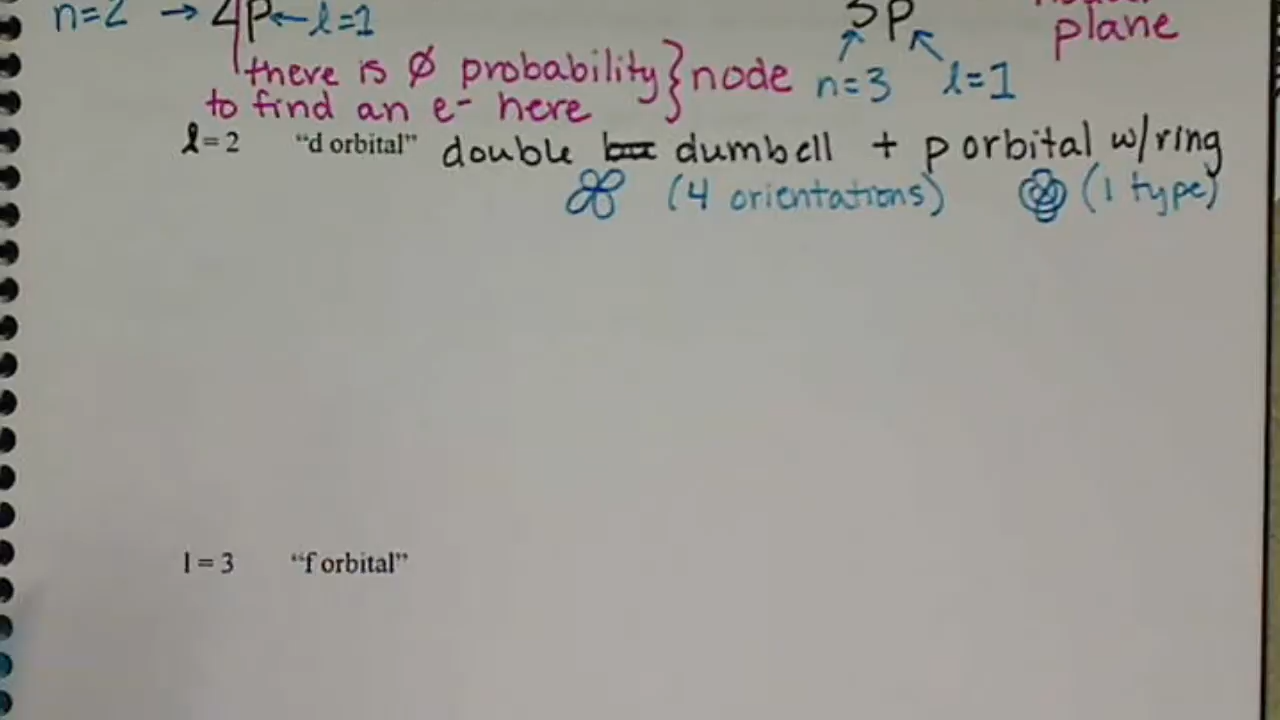 n=2 → 2p ← l=1 3p
plane
there is Ø probability } node n=3 l=1
to find an e- here
l = 2 "d orbital" double dumbell + p orbital w/ring
(4 orientations) (1 type)
l = 3 "f orbital"